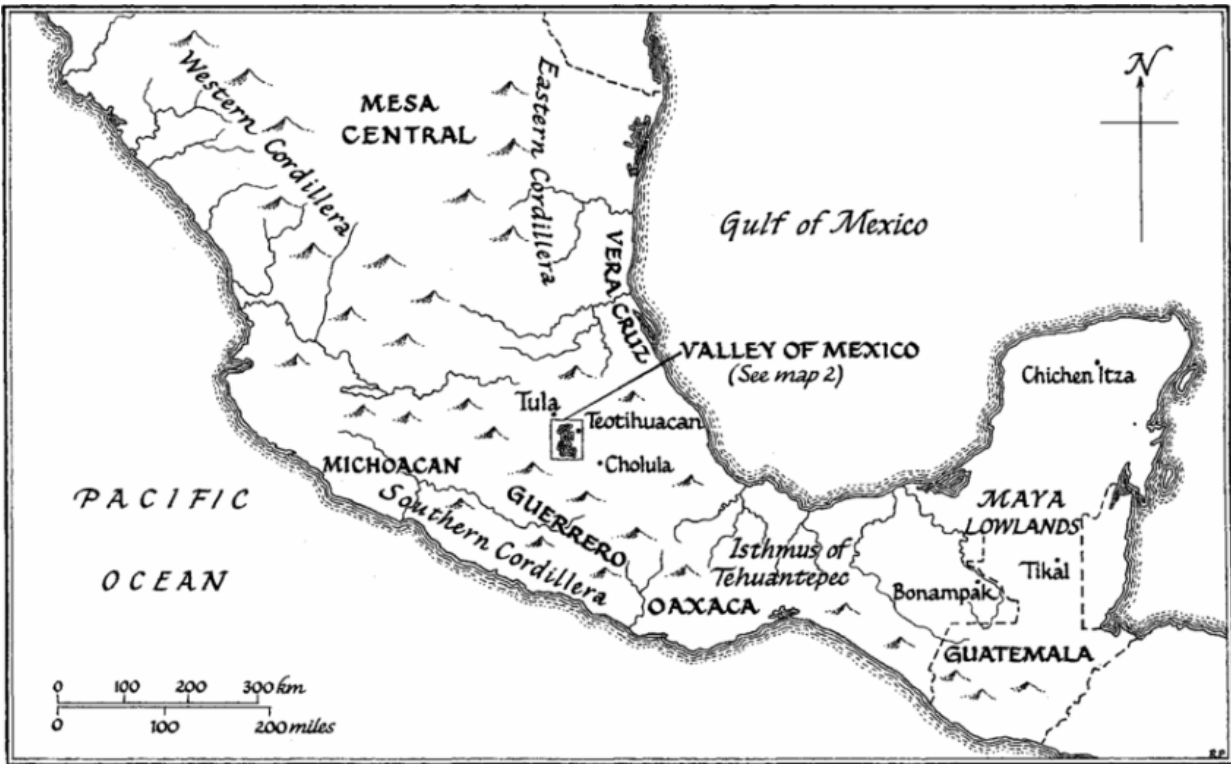 Western Cordillera
MESA
CENTRAL
Eastern Cordillera
N
Gulf of Mexico
VERA CRUZ
VALLEY OF MEXICO
(See map 2)
Chichen Itza
Tula
Teotihuacan
Cholula
MICHOACAN
GUERRERO
Southern Cordillera
PACIFIC
OCEAN
MAYA
LOWLANDS
Isthmus of
Tehuantepec
Tikal
Bonampak
OAXACA
GUATEMALA
0 100 200 300 km
0 100 200 miles